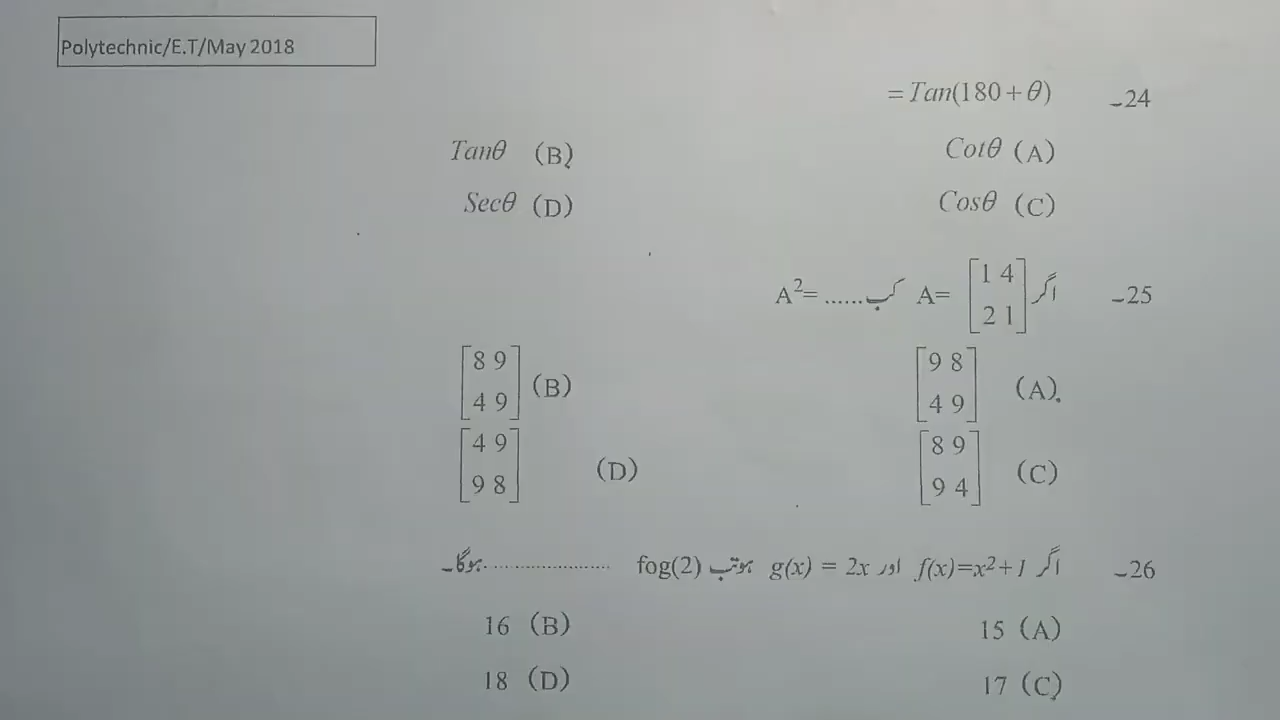 Polytechnic/E.T/May 2018
24۔ = Tan(180 + θ)
(A) Cotθ (B) Tanθ
(C) Cosθ (D) Secθ
25۔ اگر A= [1 4
2 1] کب ......A²=
(A) [9 8
4 9] (B) [8 9
4 9]
(C) [8 9
9 4] (D) [4 9
9 8]
26۔ اگر f(x)=x²+1 اور g(x) = 2x ہو تب fog(2) ..................... ہوگا۔
(A) 15 (B) 16
(C) 17 (D) 18